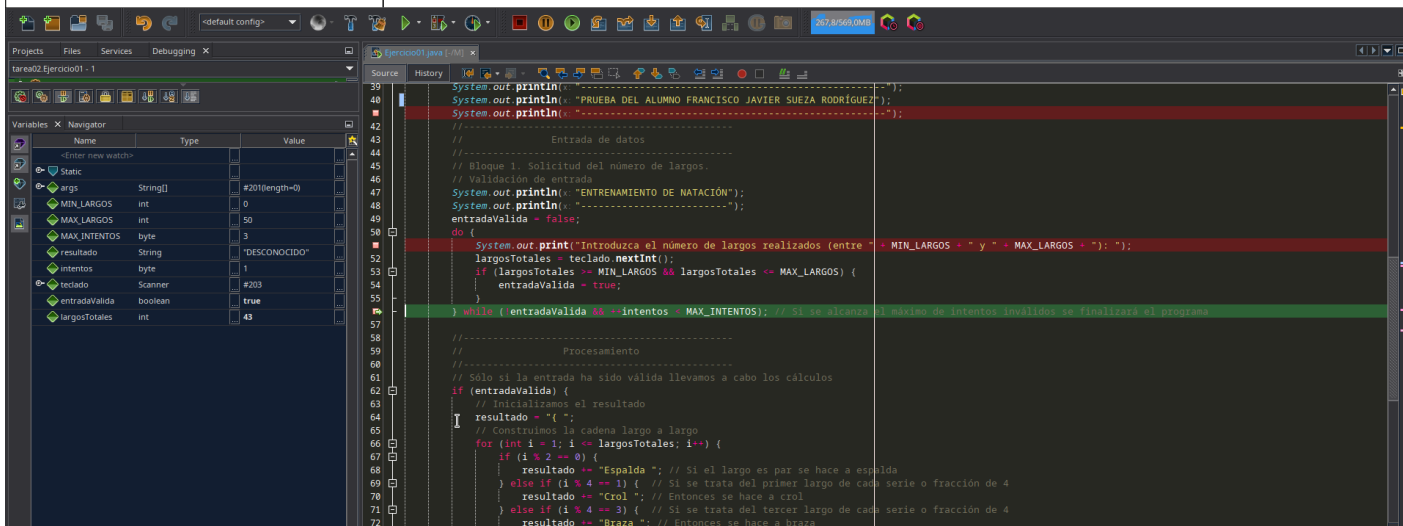 <default config>
267,8/569,0MB
Projects Files Services Debugging
tarea02.Ejercicio01 - 1
Variables Navigator
Name Type Value
<Enter new watch>
Static
args String[] #201(length=0)
MIN_LARGOS int 0
MAX_LARGOS int 50
MAX_INTENTOS byte 3
resultado String "DESCONOCIDO"
intentos byte 1
teclado Scanner #203
entradaValida boolean true
largosTotales int 43
Ejercicio01.java [-/M]
Source History
39 System.out.println(x: "----------------------------------------------------");
40 System.out.println(x: "PRUEBA DEL ALUMNO FRANCISCO JAVIER SUEZA RODRÍGUEZ");
System.out.println(x: "----------------------------------------------------");
42 //----------------------------------------------
43 // Entrada de datos
44 //----------------------------------------------
45 // Bloque 1. Solicitud del número de largos.
46 // Validación de entrada
47 System.out.println(x: "ENTRENAMIENTO DE NATACIÓN");
48 System.out.println(x: "-------------------------");
49 entradaValida = false;
50 do {
System.out.print("Introduzca el número de largos realizados (entre " + MIN_LARGOS + " y " + MAX_LARGOS + "): ");
52 largosTotales = teclado.nextInt();
53 if (largosTotales >= MIN_LARGOS && largosTotales <= MAX_LARGOS) {
54 entradaValida = true;
55 }
} while (!entradaValida && ++intentos < MAX_INTENTOS); // Si se alcanza el máximo de intentos inválidos se finalizará el programa
57
58 //----------------------------------------------
59 // Procesamiento
60 //----------------------------------------------
61 // Sólo si la entrada ha sido válida llevamos a cabo los cálculos
62 if (entradaValida) {
63 // Inicializamos el resultado
64 resultado = "{ ";
65 // Construimos la cadena largo a largo
66 for (int i = 1; i <= largosTotales; i++) {
67 if (i % 2 == 0) {
68 resultado += "Espalda "; // Si el largo es par se hace a espalda
69 } else if (i % 4 == 1) { // Si se trata del primer largo de cada serie o fracción de 4
70 resultado += "Crol "; // Entonces se hace a crol
71 } else if (i % 4 == 3) { // Si se trata del tercer largo de cada serie o fracción de 4
72 resultado += "Braza "; // Entonces se hace a braza